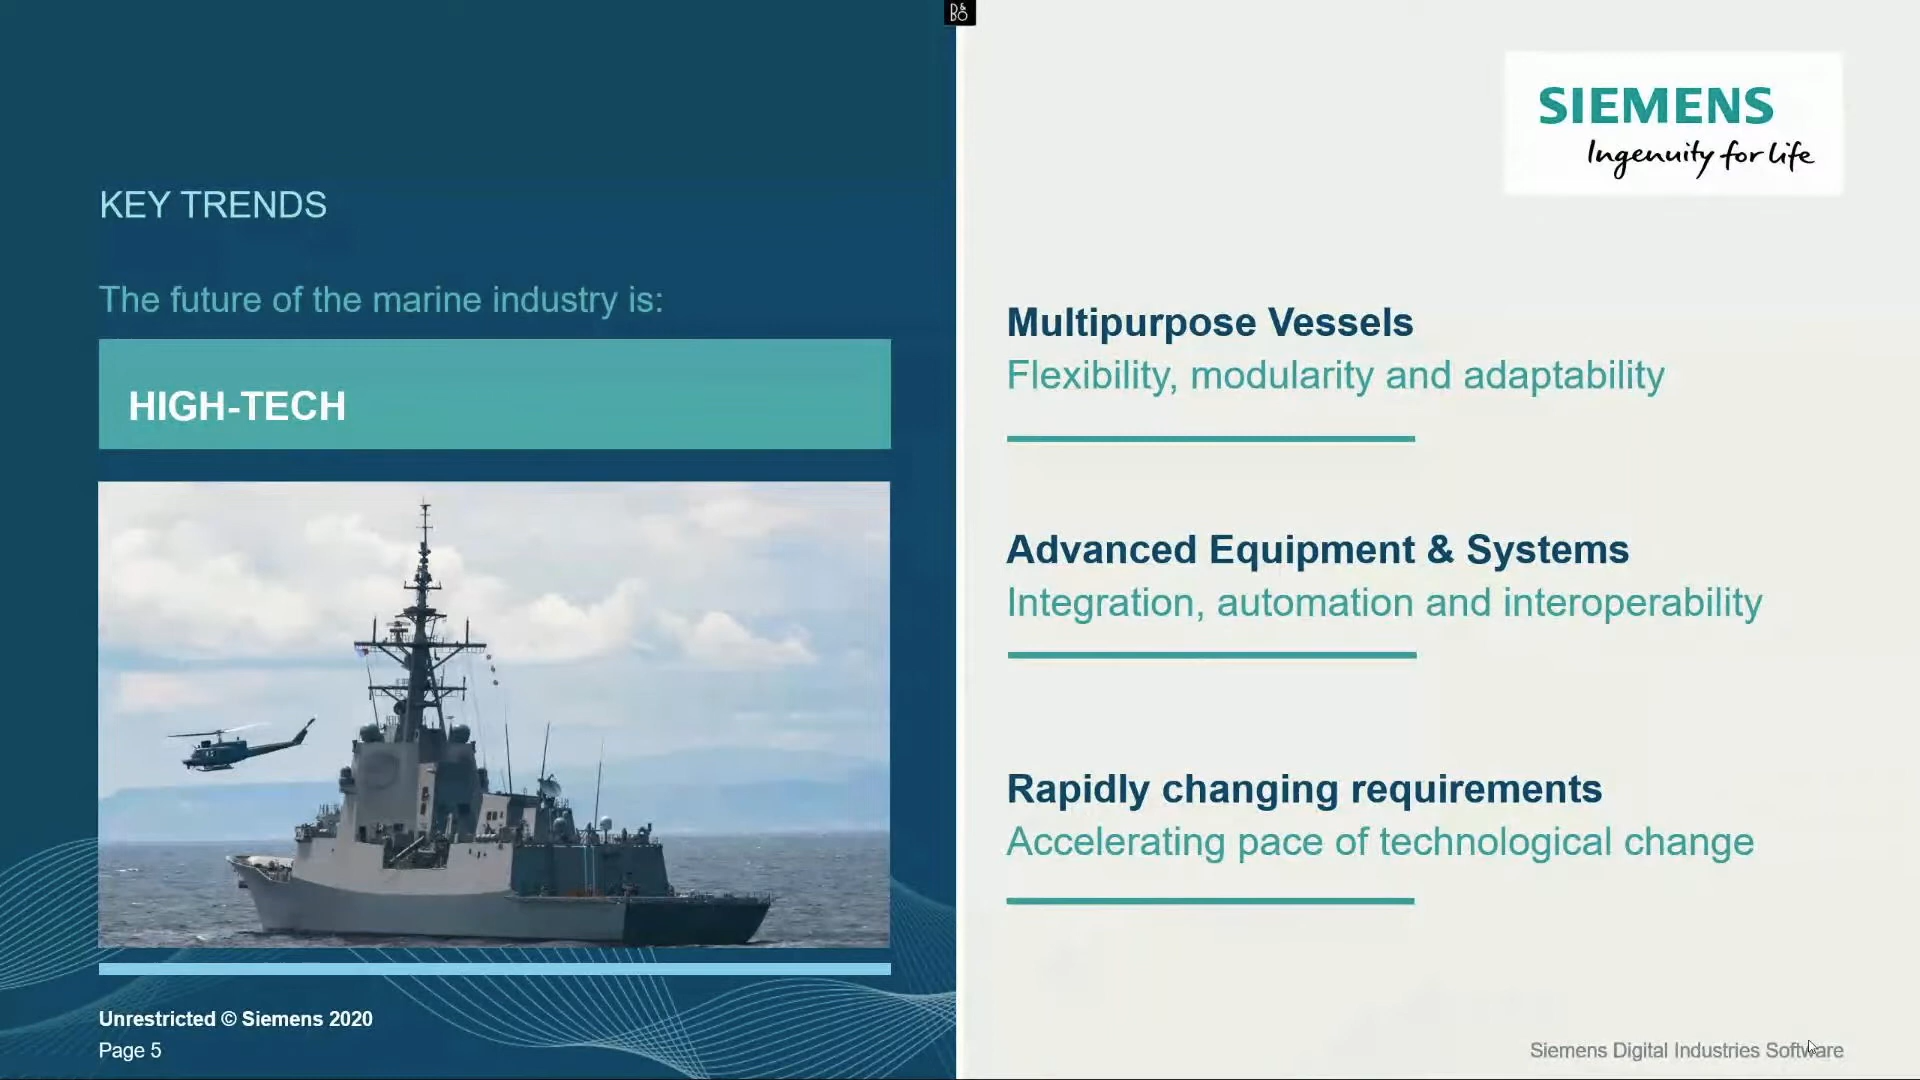 B&O
KEY TRENDS
The future of the marine industry is:
HIGH-TECH
Unrestricted © Siemens 2020
Page 5
SIEMENS
Ingenuity for life
Multipurpose Vessels
Flexibility, modularity and adaptability
Advanced Equipment & Systems
Integration, automation and interoperability
Rapidly changing requirements
Accelerating pace of technological change
Siemens Digital Industries Software